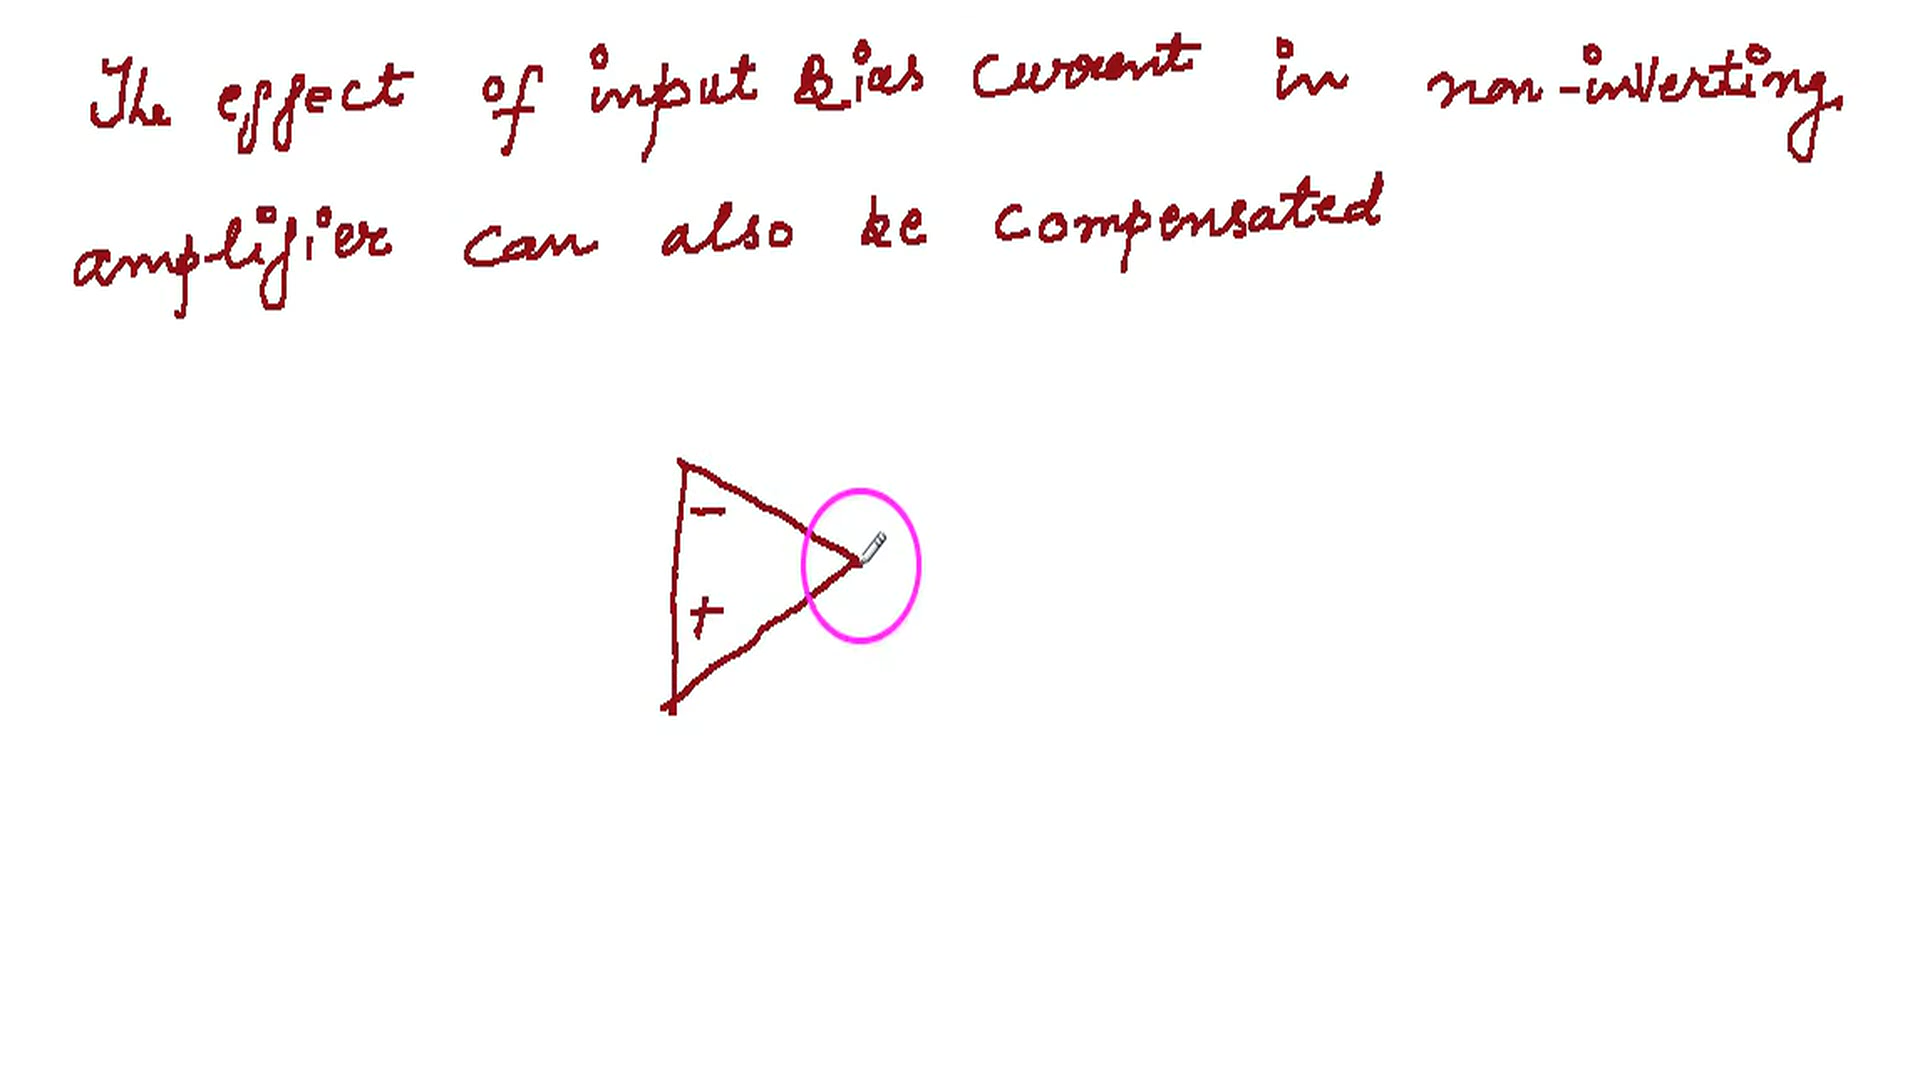 The effect of input Bias current in non-inverting
amplifier can also be compensated
-
+